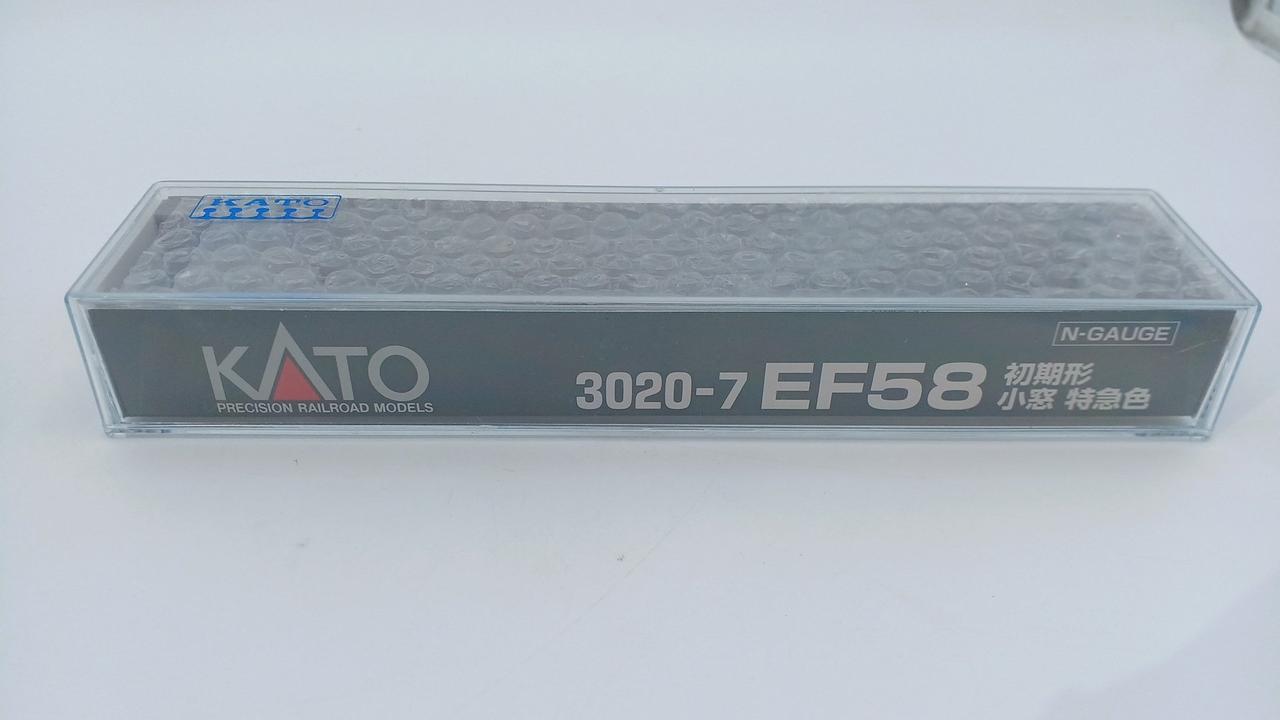 KATO
KATO
PRECISION RAILROAD MODELS
N-GAUGE
3020-7 EF58 初期形
小窓 特急色